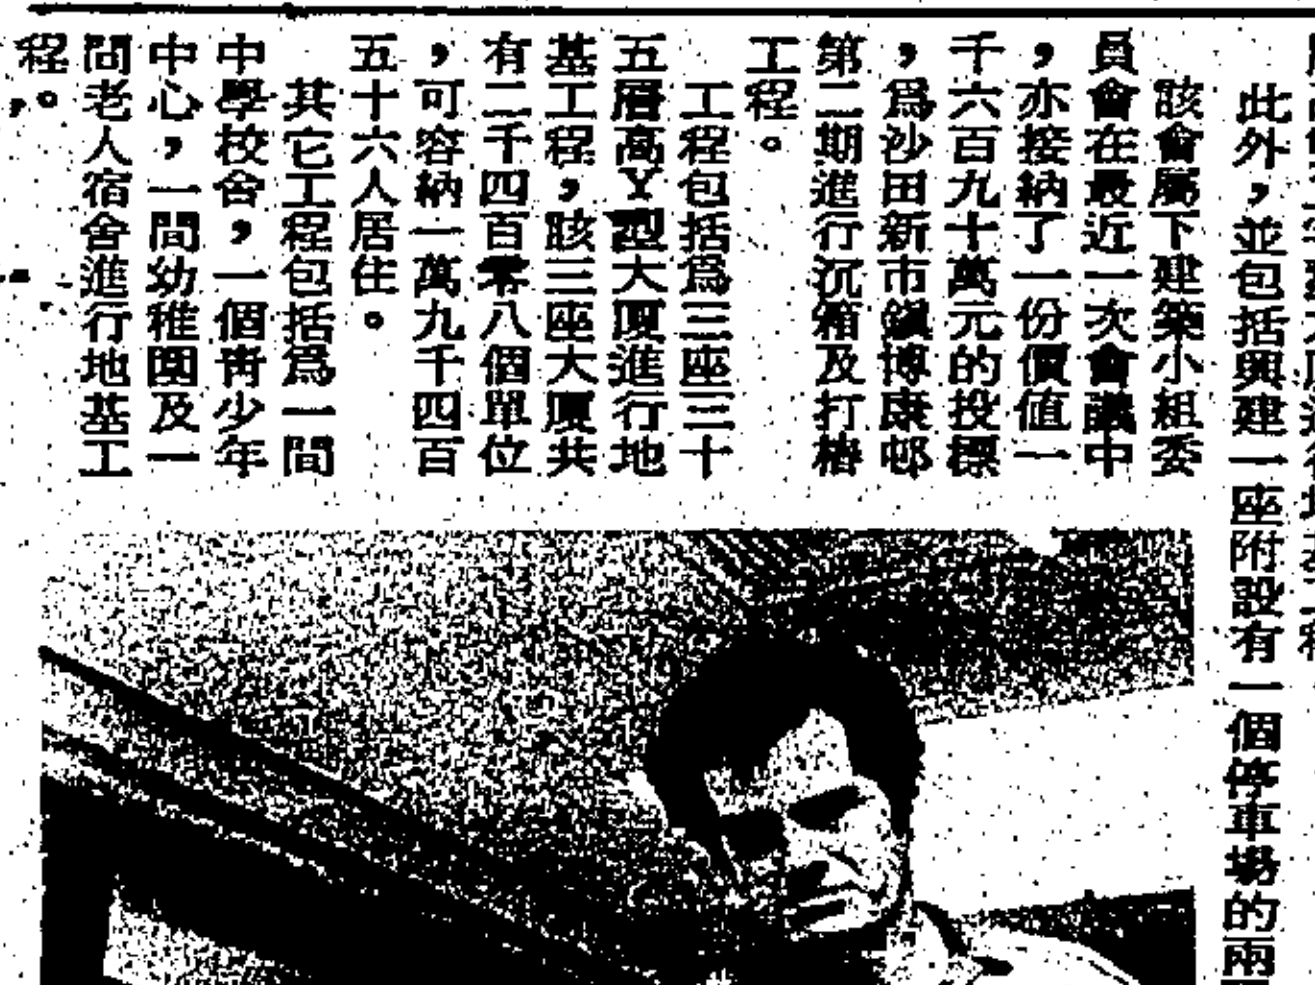 此外，並包括興建一座附設有一個停車場的兩
該會屬下建築小組委
員會在最近一次會議中
，亦接納了一份價值一
千六百九十萬元的投標
，爲沙田新市鎮博康邨
第二期進行沉箱及打樁
工程。
工程包括爲三座三十
五層高Y型大厦進行地
基工程，該三座大厦共
有二千四百零八個單位
，可容納一萬九千四百
五十六人居住。
其它工程包括爲一間
中學校舍，一個靑少年
中心，一間幼稚園及一
間老人宿舍進行地基工
程。